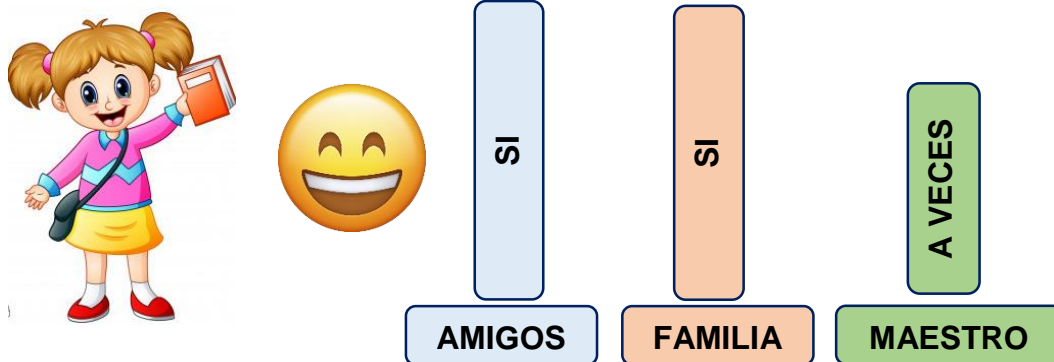 SI
SI
A VECES
AMIGOS
FAMILIA
MAESTRO